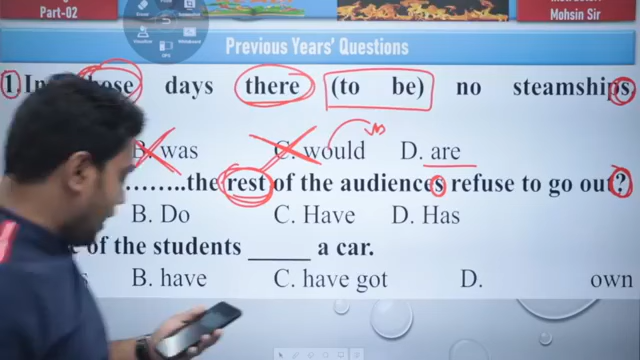 Part-02
Mohsin Sir
Previous Years' Questions
1. In those days there (to be) no steamships
B. was C. would D. are
……..the rest of the audiences refuse to go out?
B. Do C. Have D. Has
of the students ______ a car.
B. have C. have got D. own